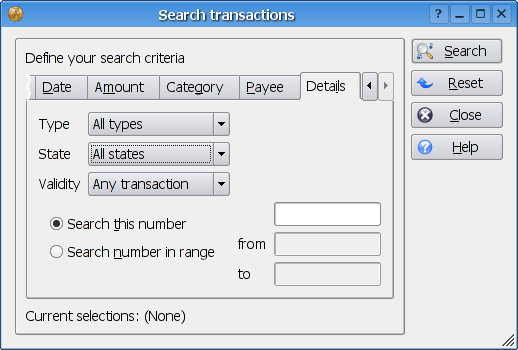 Search transactions
?
Define your search criteria
Date Amount Category Payee Details
Type All types
State All states
Validity Any transaction
Search this number
Search number in range from
to
Current selections: (None)
Search
Reset
Close
? Help